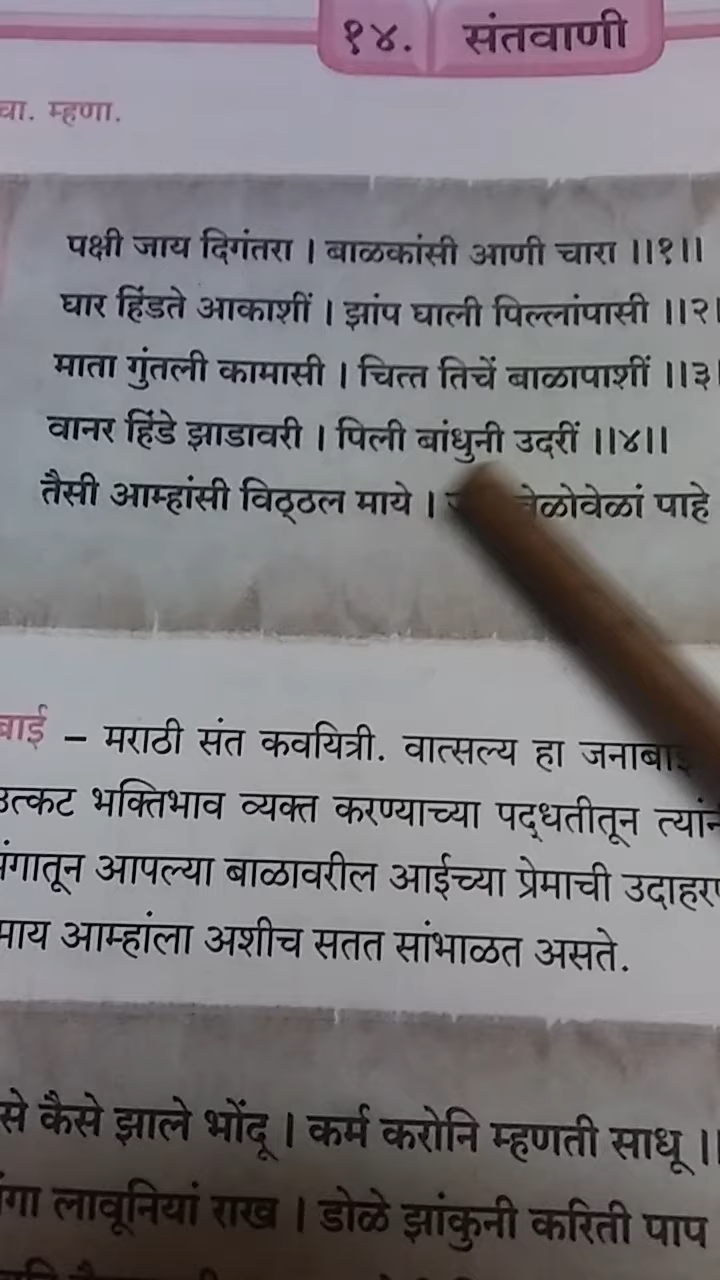 १४. संतवाणी
चा. म्हणा.
पक्षी जाय दिगंतरा । बाळकांसी आणी चारा ।।१।।
घार हिंडते आकाशीं । झांप घाली पिल्लांपासी ।।२।
माता गुंतली कामासी । चित्त तिचें बाळापाशीं ।।३।
वानर हिंडे झाडावरी । पिली बांधुनी उदरीं ।।४।।
तैसी आम्हांसी विठ्ठल माये । वेळोवेळां पाहे
बाई – मराठी संत कवयित्री. वात्सल्य हा जनाबाई
उत्कट भक्तिभाव व्यक्त करण्याच्या पद्धतीतून
आपल्या बाळावरील आईच्या प्रेमाची
माय आम्हांला अशीच सतत सांभाळत असते.
कैसे झाले भोंदू । कर्म करोनि म्हणती साधू ।।
लावूनियां राख । डोळे झांकुनी करिती पाप